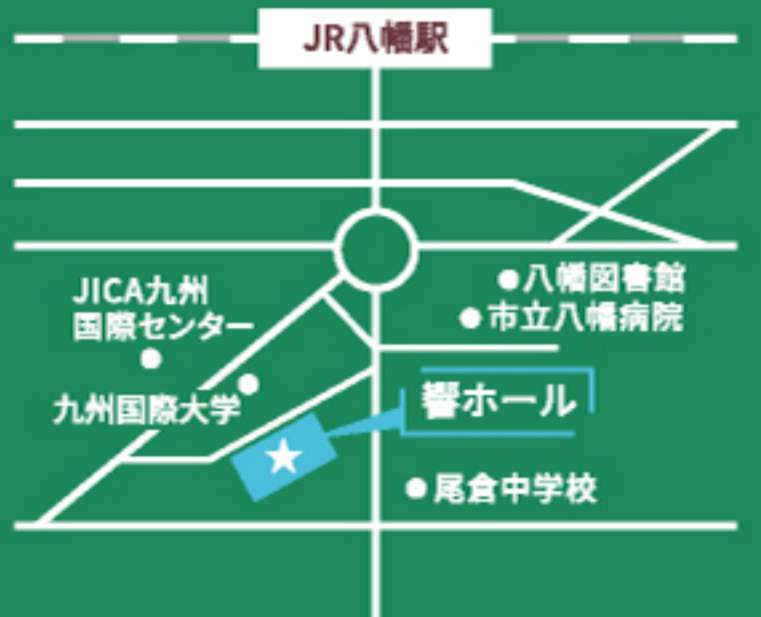 JR八幡駅
JICA九州
国際センター
九州国際大学
八幡図書館
市立八幡病院
響ホール
尾倉中学校